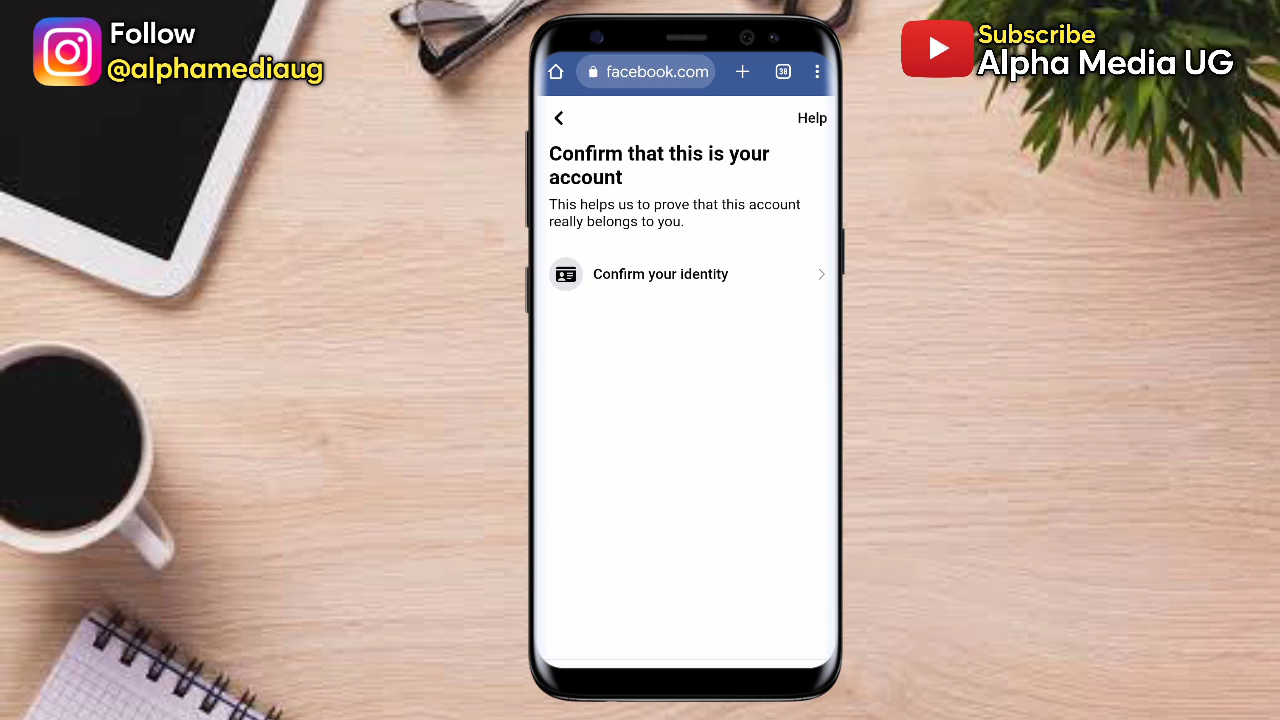 Follow
@alphamediaug
Subscribe
Alpha Media UG
facebook.com
38
Help
Confirm that this is your
account
This helps us to prove that this account
really belongs to you.
Confirm your identity